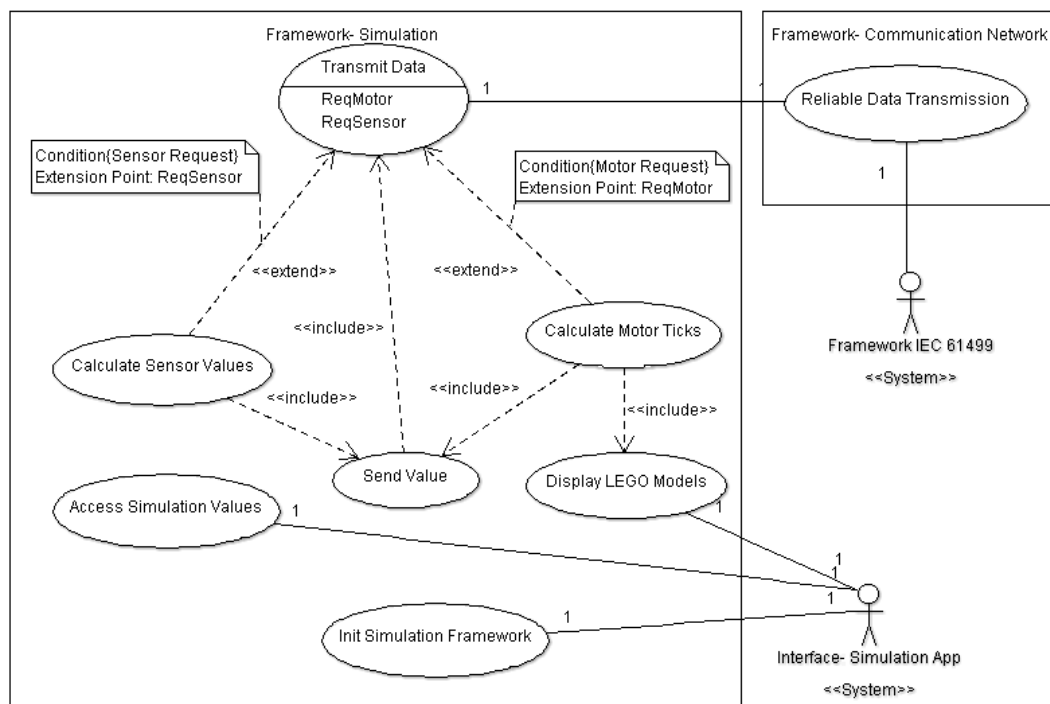 Framework- Simulation
Framework- Communication Network
Transmit Data
ReqMotor
ReqSensor
1
1
Reliable Data Transmission
Condition{Sensor Request}
Extension Point: ReqSensor
Condition{Motor Request}
Extension Point: ReqMotor
1
<<extend>>
<<extend>>
<<include>>
Calculate Motor Ticks
Framework IEC 61499
<<System>>
Calculate Sensor Values
<<include>>
<<include>>
<<include>>
Send Value
Display LEGO Models
Access Simulation Values
1
1
1
1
1
1
Init Simulation Framework
Interface- Simulation App
<<System>>